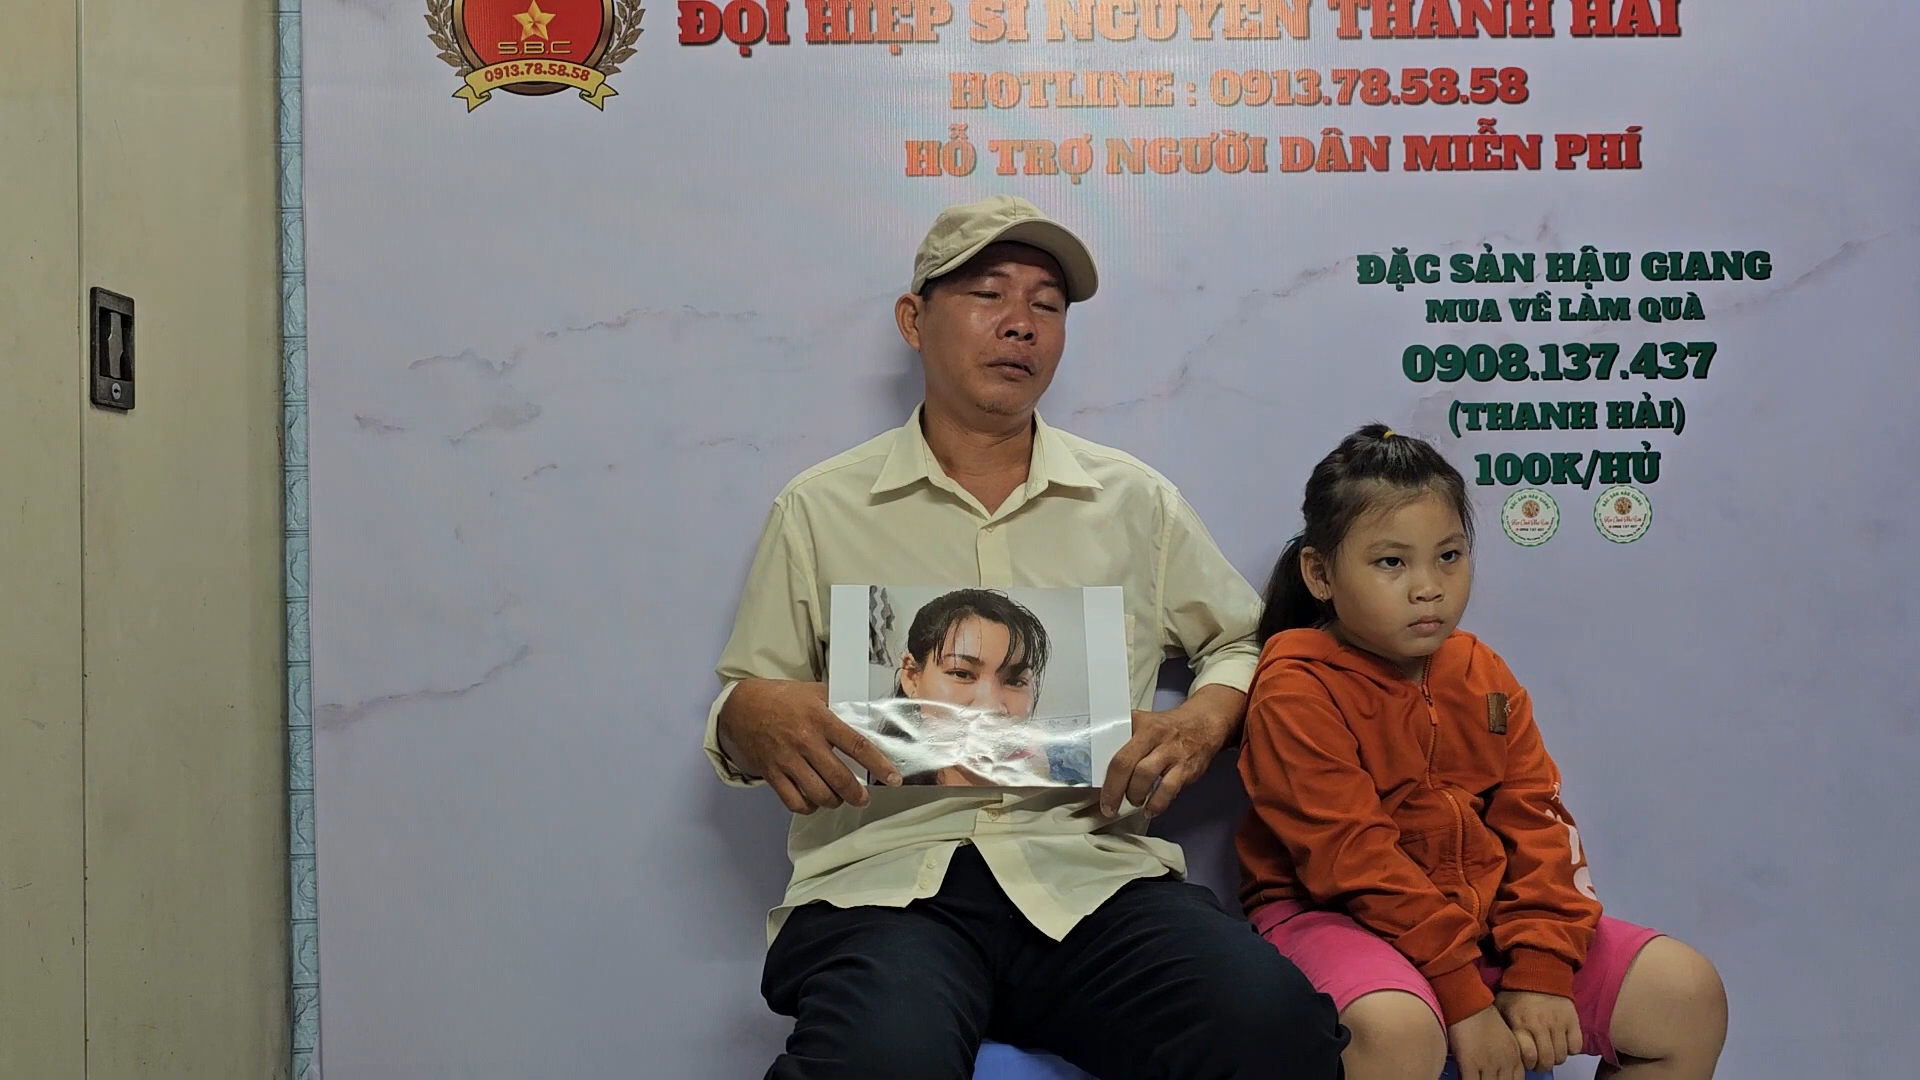 S.B.C
0913.78.58.58
ĐỘI HIỆP SĨ NGUYỄN THANH HẢI
HOTLINE : 0913.78.58.58
HỖ TRỢ NGƯỜI DÂN MIỄN PHÍ
ĐẶC SẢN HẬU GIANG
MUA VỀ LÀM QUÀ
0908.137.437
(THANH HẢI)
100K/HỦ